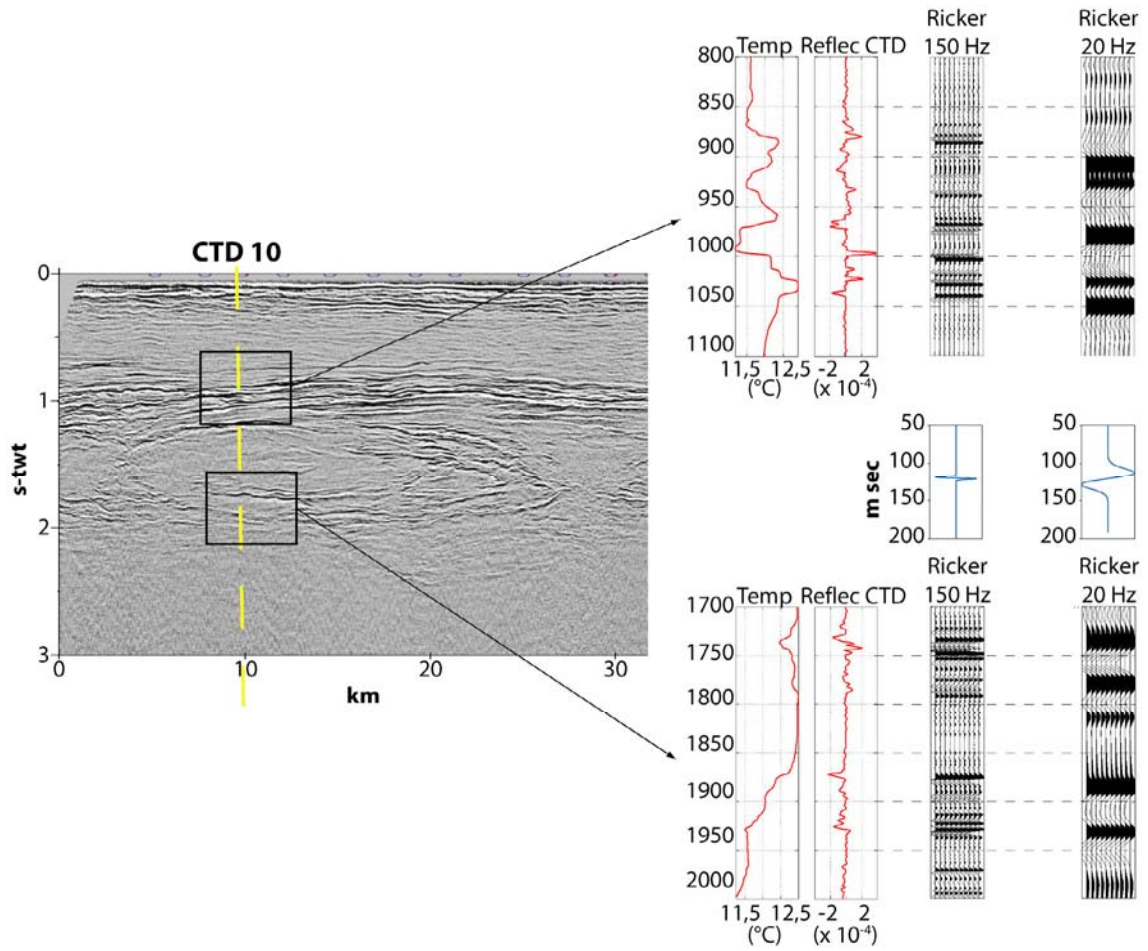 CTD 10
0
1
2
3
s-twt
0
10
20
30
km
Temp
Reflec CTD
Ricker
150 Hz
Ricker
20 Hz
800
850
900
950
1000
1050
1100
11,5
12,5
(°C)
-2
2
(x 10-4)
m sec
50
100
150
200
50
100
150
200
Temp
Reflec CTD
Ricker
150 Hz
Ricker
20 Hz
1700
1750
1800
1850
1900
1950
2000
11,5
12,5
(°C)
-2
2
(x 10-4)